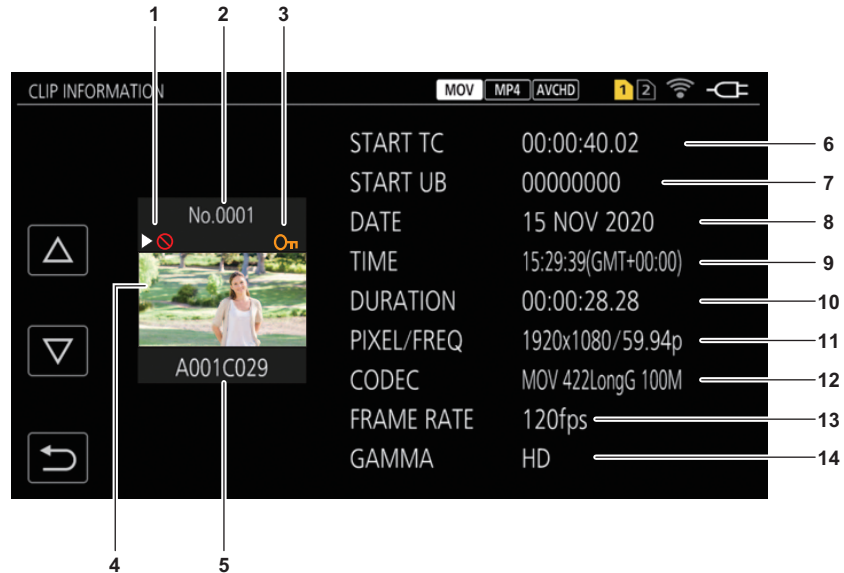 1 2 3
CLIP INFORMATION MOV MP4 AVCHD 1 2
START TC 00:00:40.02 6
START UB 00000000 7
No.0001
DATE 15 NOV 2020 8
TIME 15:29:39(GMT+00:00) 9
4
DURATION 00:00:28.28 10
PIXEL/FREQ 1920x1080/59.94p 11
A001C029
CODEC MOV 422LongG 100M 12
FRAME RATE 120fps 13
GAMMA HD 14
4 5